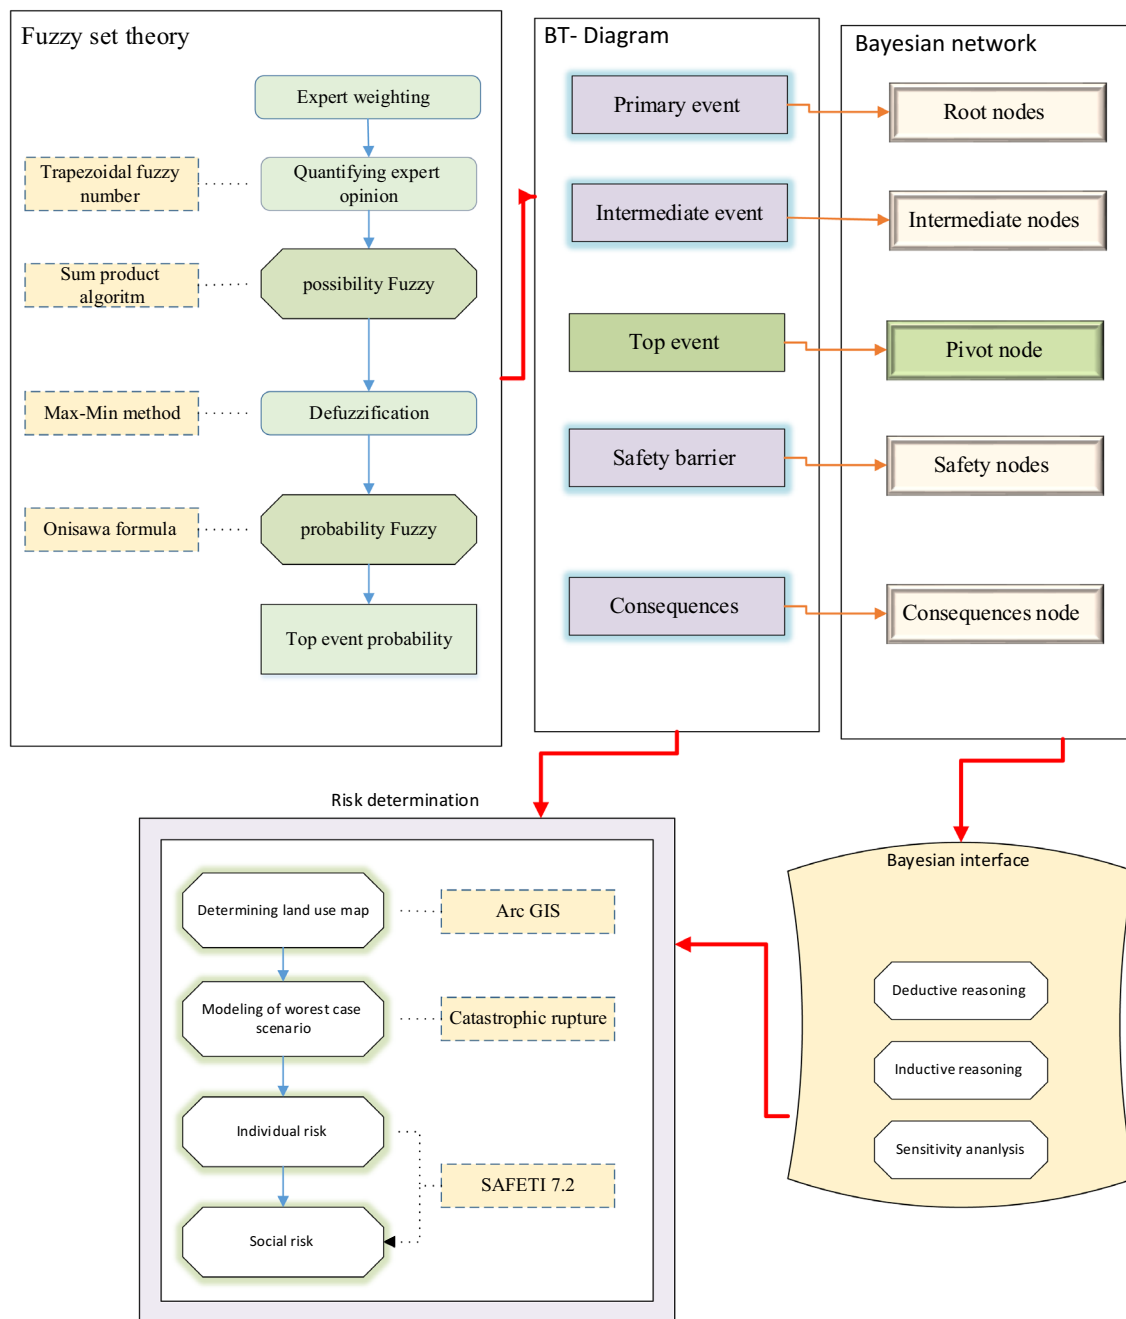 Fuzzy set theory
Expert weighting
Trapezoidal fuzzy
number
Quantifying expert
opinion
Sum product
algoritm
possibility Fuzzy
Max-Min method
Defuzzification
Onisawa formula
probability Fuzzy
Top event probability
BT- Diagram
Primary event
Intermediate event
Top event
Safety barrier
Consequences
Bayesian network
Root nodes
Intermediate nodes
Pivot node
Safety nodes
Consequences node
Risk determination
Determining land use map
Arc GIS
Modeling of worest case
scenario
Catastrophic rupture
Individual risk
SAFETI 7.2
Social risk
Bayesian interface
Deductive reasoning
Inductive reasoning
Sensitivity ananlysis